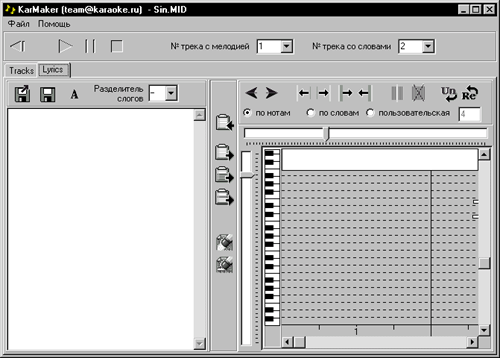 KarMaker (team@karaoke.ru) - Sin.MID
Файл Помощь
№ трека с мелодией 1 № трека со словами 2
Tracks Lyrics
A Разделитель слогов - Un Re
по нотам по словам пользовательская 4
1